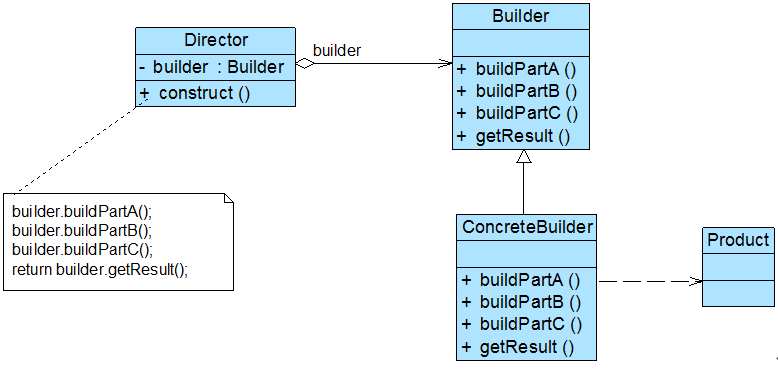 Director
- builder : Builder
+ construct ()
builder
Builder
+ buildPartA ()
+ buildPartB ()
+ buildPartC ()
+ getResult ()
builder.buildPartA();
builder.buildPartB();
builder.buildPartC();
return builder.getResult();
ConcreteBuilder
+ buildPartA ()
+ buildPartB ()
+ buildPartC ()
+ getResult ()
Product